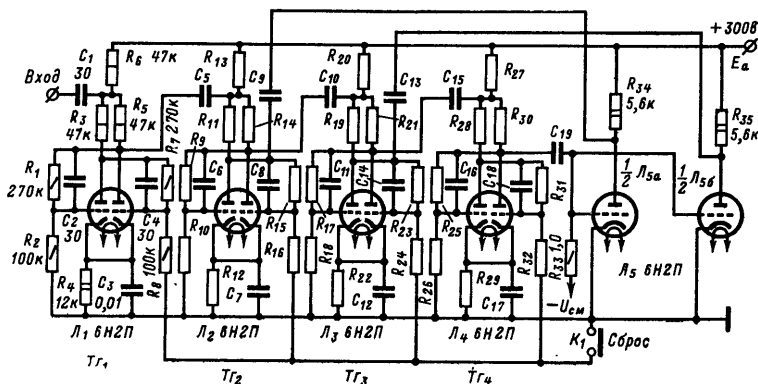 +300В
Eа
Вход
C1
30
R6 47к
R3
47к
R5
47к
R7 270к
R1
270к
C2
30
C4
30
R2
100к
R4
12к
C3
0,01
R8
100к
Л1 6Н2П
Тг1
R13
C5
C9
R9
R11
R14
C6
C8
R10
R15
R12
C7
R16
Л2 6Н2П
Тг2
R20
C10
C13
R19
R21
C11
C14
R17
R18
R23
R22
C12
R24
Л3 6Н2П
Тг3
R27
C15
R28
R30
C19
C16
C18
R31
R25
R26
R29
C17
R32
Л4 6Н2П
Тг4
R34
5,6к
R35
5,6к
1/2 Л5а
1/2 Л5б
R33 1,0
Л5 6Н2П
−Uсм
К1
Сброс